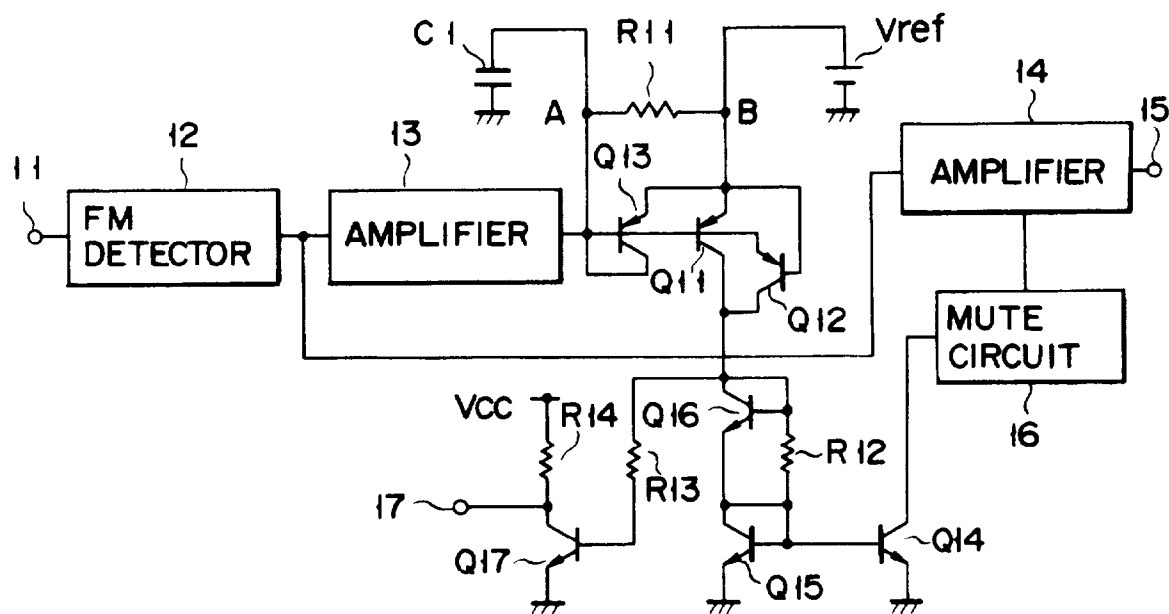 C1
R11
Vref
14
15
A
B
12
13
Q13
11
FM
DETECTOR
AMPLIFIER
AMPLIFIER
Q11
Q12
MUTE
CIRCUIT
VCC
R14
Q16
R12
16
R13
17
Q17
Q15
Q14